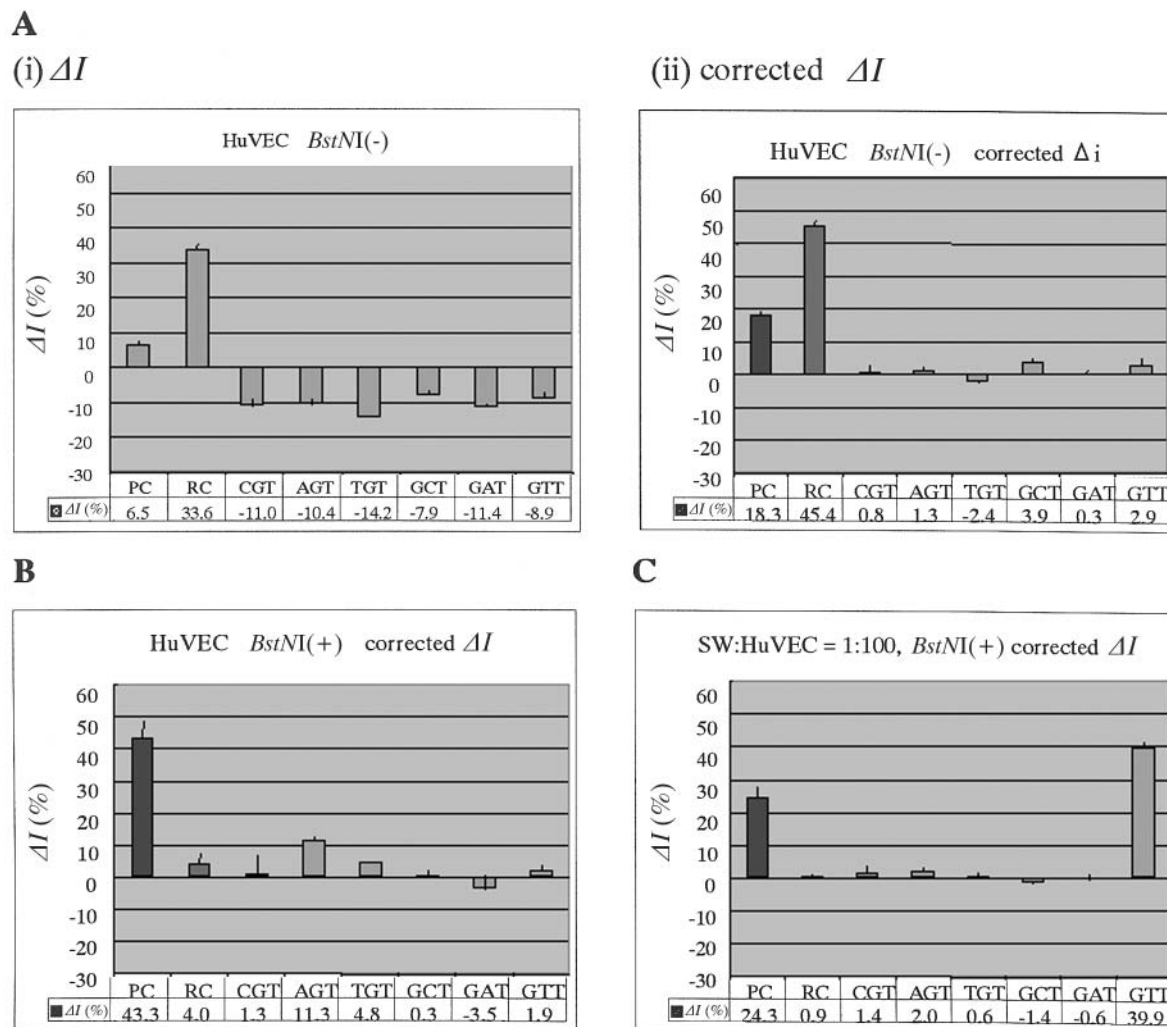 A
(i) ΔI
HuVEC BstNI(-)
ΔI (%)
60
50
40
30
20
10
0
-10
-20
-30
PC RC CGT AGT TGT GCT GAT GTT
ΔI (%) 6.5 33.6 -11.0 -10.4 -14.2 -7.9 -11.4 -8.9
(ii) corrected ΔI
HuVEC BstNI(-) corrected Δi
ΔI (%)
60
50
40
30
20
10
0
-10
-20
-30
PC RC CGT AGT TGT GCT GAT GTT
ΔI (%) 18.3 45.4 0.8 1.3 -2.4 3.9 0.3 2.9
B
HuVEC BstNI(+) corrected ΔI
ΔI (%)
60
50
40
30
20
10
0
-10
-20
-30
PC RC CGT AGT TGT GCT GAT GTT
ΔI (%) 43.3 4.0 1.3 11.3 4.8 0.3 -3.5 1.9
C
SW:HuVEC = 1:100, BstNI(+) corrected ΔI
ΔI (%)
60
50
40
30
20
10
0
-10
-20
-30
PC RC CGT AGT TGT GCT GAT GTT
ΔI (%) 24.3 0.9 1.4 2.0 0.6 -1.4 -0.6 39.9